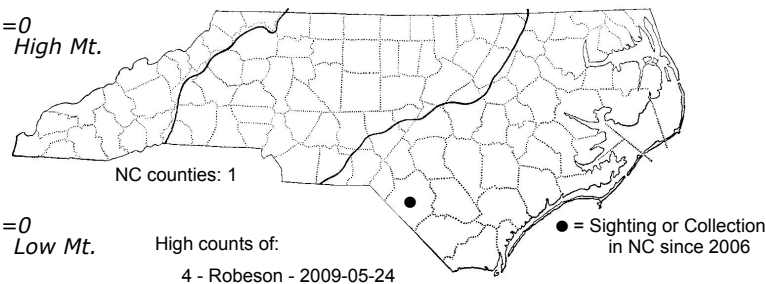 =0
High Mt.
NC counties: 1
=0
Low Mt.
High counts of:
4 - Robeson - 2009-05-24
● = Sighting or Collection
in NC since 2006